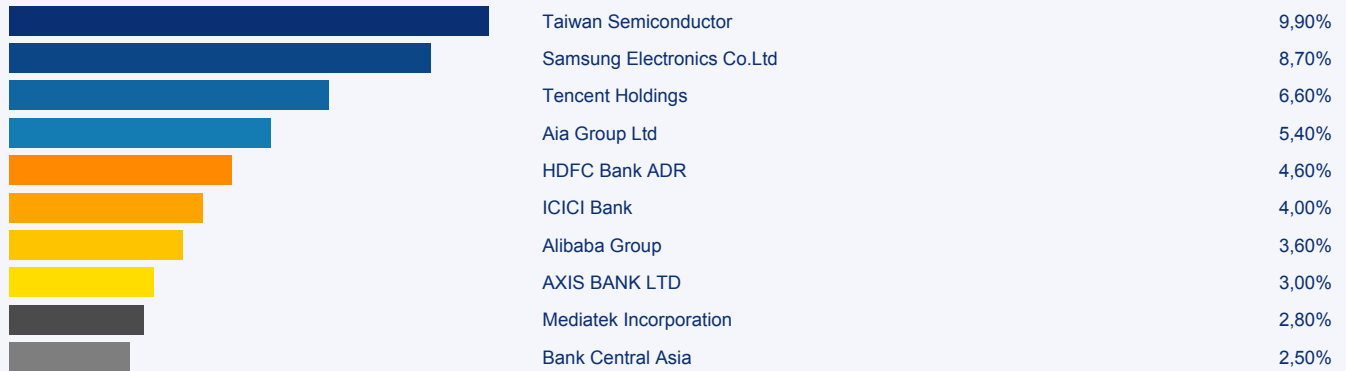 Taiwan Semiconductor 9,90%
Samsung Electronics Co.Ltd 8,70%
Tencent Holdings 6,60%
Aia Group Ltd 5,40%
HDFC Bank ADR 4,60%
ICICI Bank 4,00%
Alibaba Group 3,60%
AXIS BANK LTD 3,00%
Mediatek Incorporation 2,80%
Bank Central Asia 2,50%